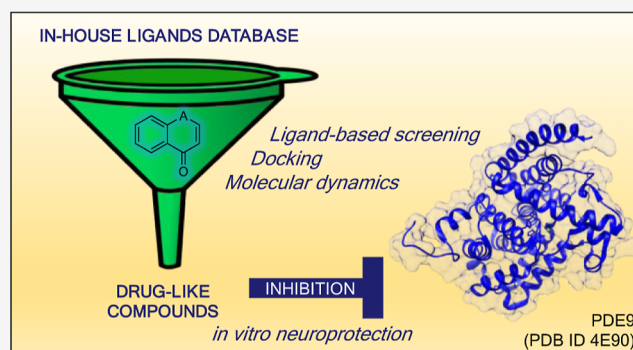 IN-HOUSE LIGANDS DATABASE
A
O
Ligand-based screening
Docking
Molecular dynamics
DRUG-LIKE
COMPOUNDS
INHIBITION
in vitro neuroprotection
PDE9
(PDB ID 4E90)